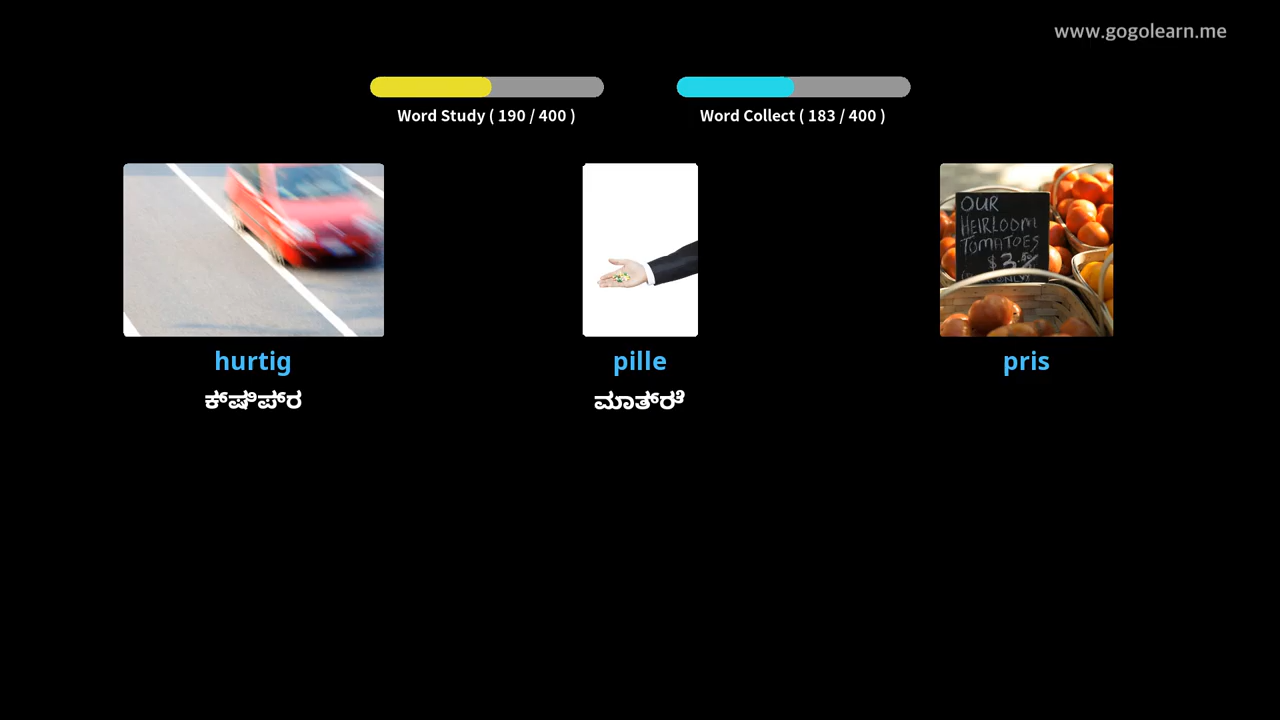 www.gogolearn.me
Word Study ( 190 / 400 )
Word Collect ( 183 / 400 )
OUR
HEIRLOOM
TOMATOES
hurtig
pille
pris
ಕ್‌ಷಿಪ್‌ರ
ಮಾತ್‌ರೆ